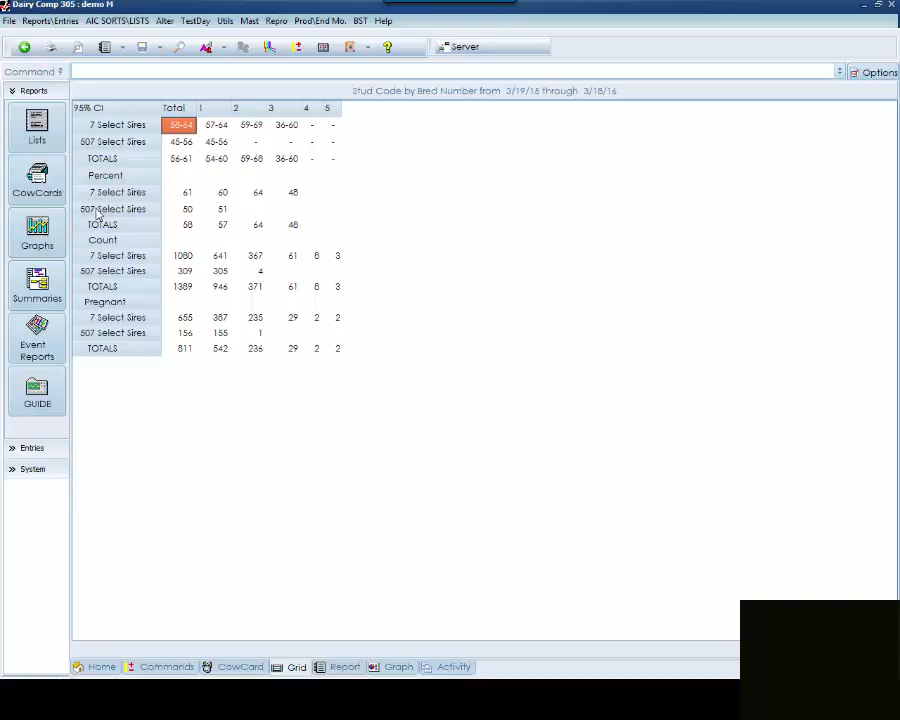 Dairy Comp 305 : demo M
File Reports\Entries AIC SORTS\LISTS Alter TestDay Utils Mast Repro Prod\End Mo. BST Help
Server
Command ?
Options
Reports
Stud Code by Bred Number from 3/19/15 through 3/18/16
95% CI Total 1 2 3 4 5
7 Select Sires 58-64 57-64 59-69 36-60 - -
507 Select Sires 45-56 45-56 - - - -
TOTALS 56-61 54-60 59-68 36-60 - -
Percent
7 Select Sires 61 60 64 48
507 Select Sires 50 51
TOTALS 58 57 64 48
Count
7 Select Sires 1080 641 367 61 8 3
507 Select Sires 309 305 4
TOTALS 1389 946 371 61 8 3
Pregnant
7 Select Sires 655 387 235 29 2 2
507 Select Sires 156 155 1
TOTALS 811 542 236 29 2 2
Lists
CowCards
Graphs
Summaries
Event
Reports
GUIDE
Entries
System
Home Commands CowCard Grid Report Graph Activity